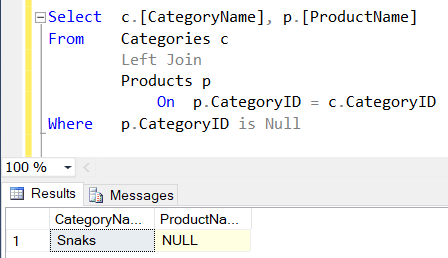 Select c.[CategoryName], p.[ProductName]
From Categories c
Left Join
Products p
On p.CategoryID = c.CategoryID
Where p.CategoryID is Null
100 %
Results Messages
CategoryNa... ProductNa...
1 Snaks NULL